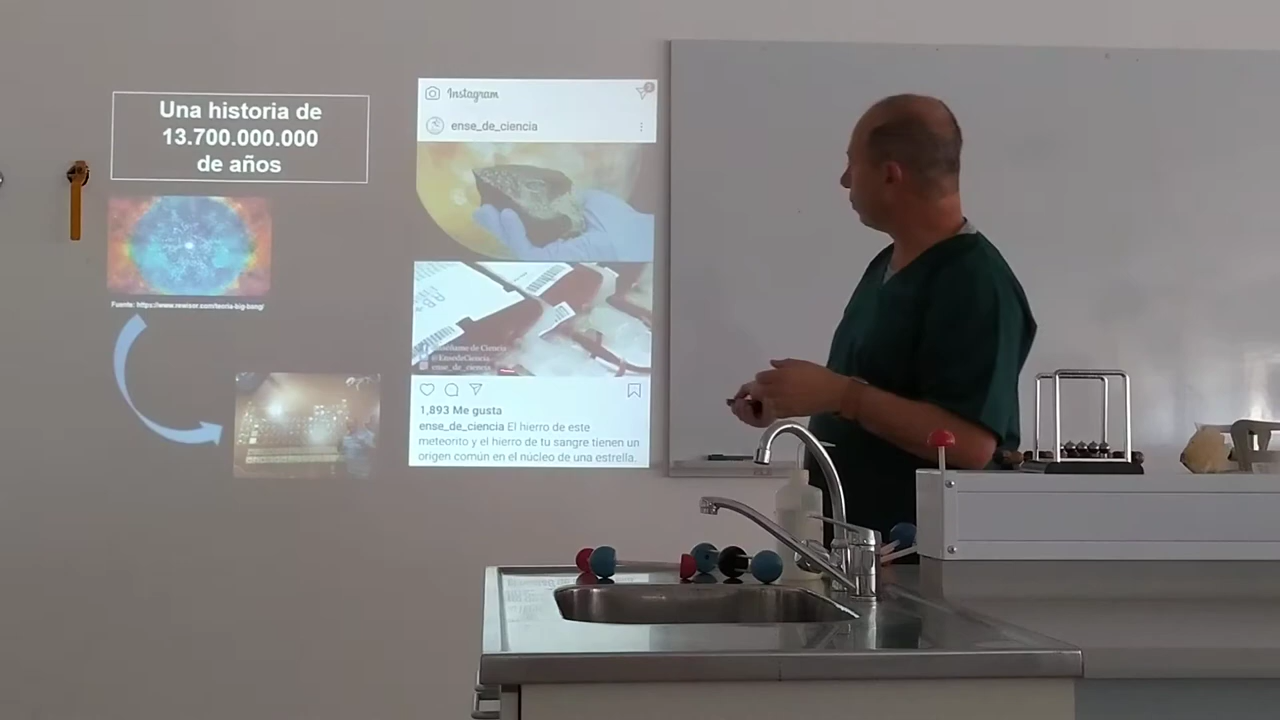 Una historia de
13.700.000.000
de años
Fuente: https://www.rewisor.com/teoria-big-bang/
Instagram
ense_de_ciencia
@EnsedeCiencia
ense_de_ciencia
1,893 Me gusta
ense_de_ciencia El hierro de este
meteorito y el hierro de tu sangre tienen un
origen común en el núcleo de una estrella.